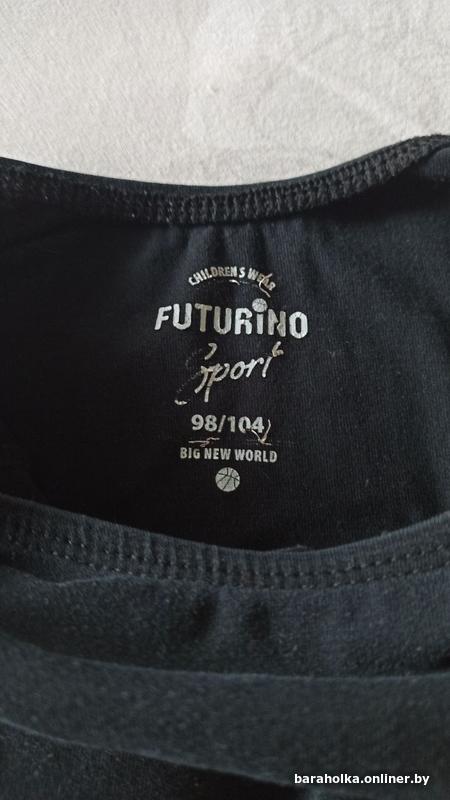 CHILDREN'S WEAR
FUTURINO
Sport
98/104
BIG NEW WORLD
baraholka.onliner.by